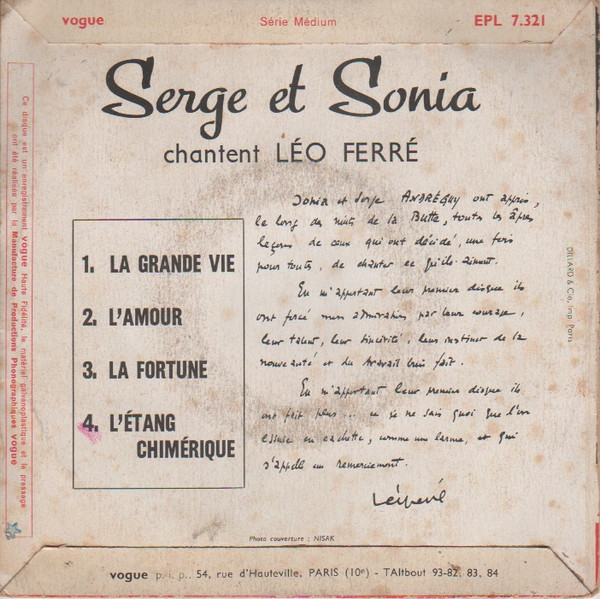 vogue
Série Médium
EPL 7.321
Serge et Sonia
chantent LÉO FERRÉ
1. LA GRANDE VIE
2. L'AMOUR
3. LA FORTUNE
4. L'ÉTANG
CHIMÉRIQUE
Sonia et Serge ANDRÉGUY ont appris,
le long des nuits de la Butte, toutes les âpres
leçons de ceux qui ont décidé, une fois
pour toutes, de chanter ce qu'ils aiment.
En m'apportant leur premier disque ils
ont forcé mon admiration par leur courage,
leur talent, leur sincérité, leur instinct de la
nouveauté et du travail bien fait.
En m'apportant leur premier disque ils
ont fait plus... ce je ne sais quoi que l'on
essuie en cachette, comme une larme, et qui
s'appelle un remerciement.
Léo Ferré
Ce disque est un enregistrement vogue Haute Fidélité, le matériel galvanoplastique et le pressage
ont été réalisés par la Manufacture de Productions Phonographiques vogue
DILLARD & Cie, Imp. Paris
Photo couverture : NISAK
vogue p. i. p., 54, rue d'Hauteville, PARIS (10e) - TAItbout 93-82, 83, 84